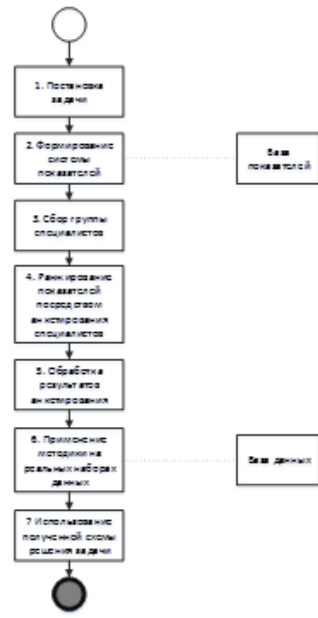 1. Постановка
задачи
2. Формирование
системы
показателей
База
показателей
3. Сбор группы
специалистов
4. Ранжирование
показателей
посредством
анкетирования
специалистов
5. Обработка
результатов
анкетирования
6. Применение
методики на
реальных наборах
данных
База данных
7 Использование
полученной схемы
решения задачи